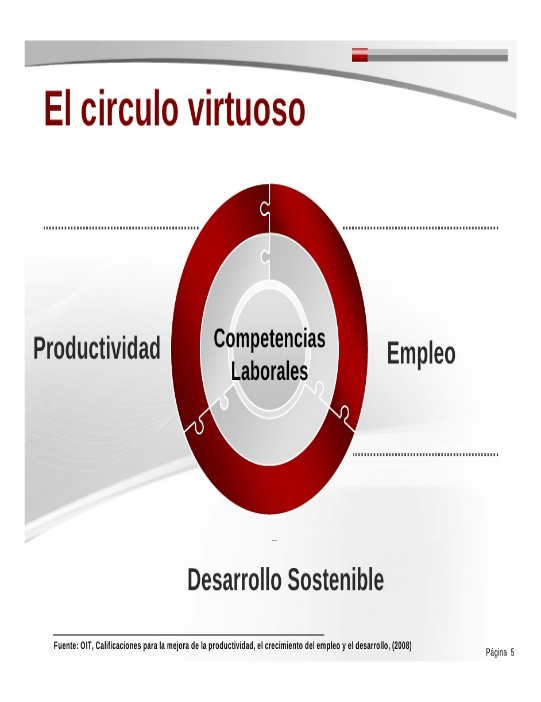 El circulo virtuoso
Competencias
Laborales
Productividad
Empleo
Desarrollo Sostenible
Fuente: OIT, Calificaciones para la mejora de la productividad, el crecimiento del empleo y el desarrollo, (2008)
Página 5